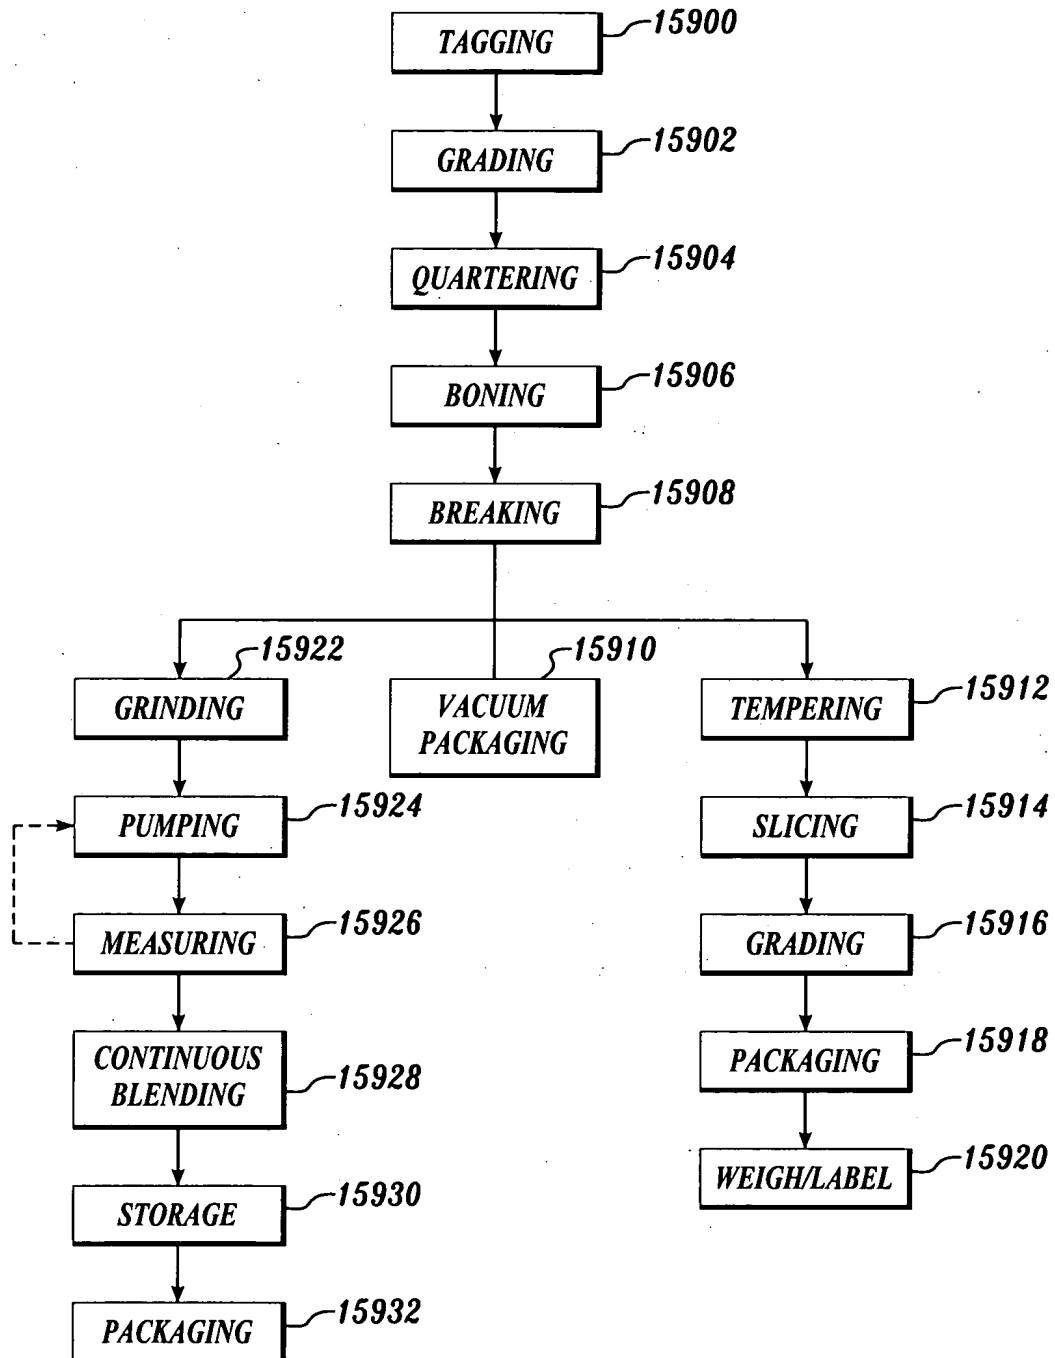 TAGGING
15900
GRADING
15902
QUARTERING
15904
BONING
15906
BREAKING
15908
GRINDING
15922
PUMPING
15924
MEASURING
15926
CONTINUOUS
BLENDING
15928
STORAGE
15930
PACKAGING
15932
VACUUM
PACKAGING
15910
TEMPERING
15912
SLICING
15914
GRADING
15916
PACKAGING
15918
WEIGH/LABEL
15920